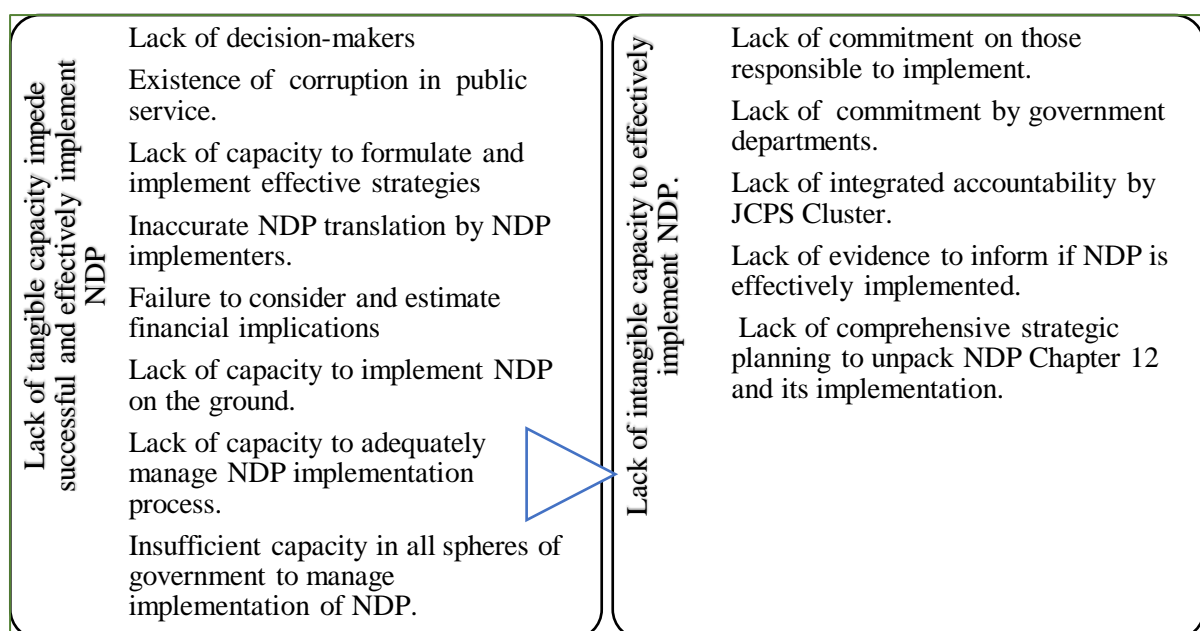 Lack of tangible capacity impede
successful and effectively implement
NDP
Lack of decision-makers
Existence of corruption in public
service.
Lack of capacity to formulate and
implement effective strategies
Inaccurate NDP translation by NDP
implementers.
Failure to consider and estimate
financial implications
Lack of capacity to implement NDP
on the ground.
Lack of capacity to adequately
manage NDP implementation
process.
Insufficient capacity in all spheres of
government to manage
implementation of NDP.
Lack of intangible capacity to effectively
implement NDP.
Lack of commitment on those
responsible to implement.
Lack of commitment by government
departments.
Lack of integrated accountability by
JCPS Cluster.
Lack of evidence to inform if NDP is
effectively implemented.
Lack of comprehensive strategic
planning to unpack NDP Chapter 12
and its implementation.